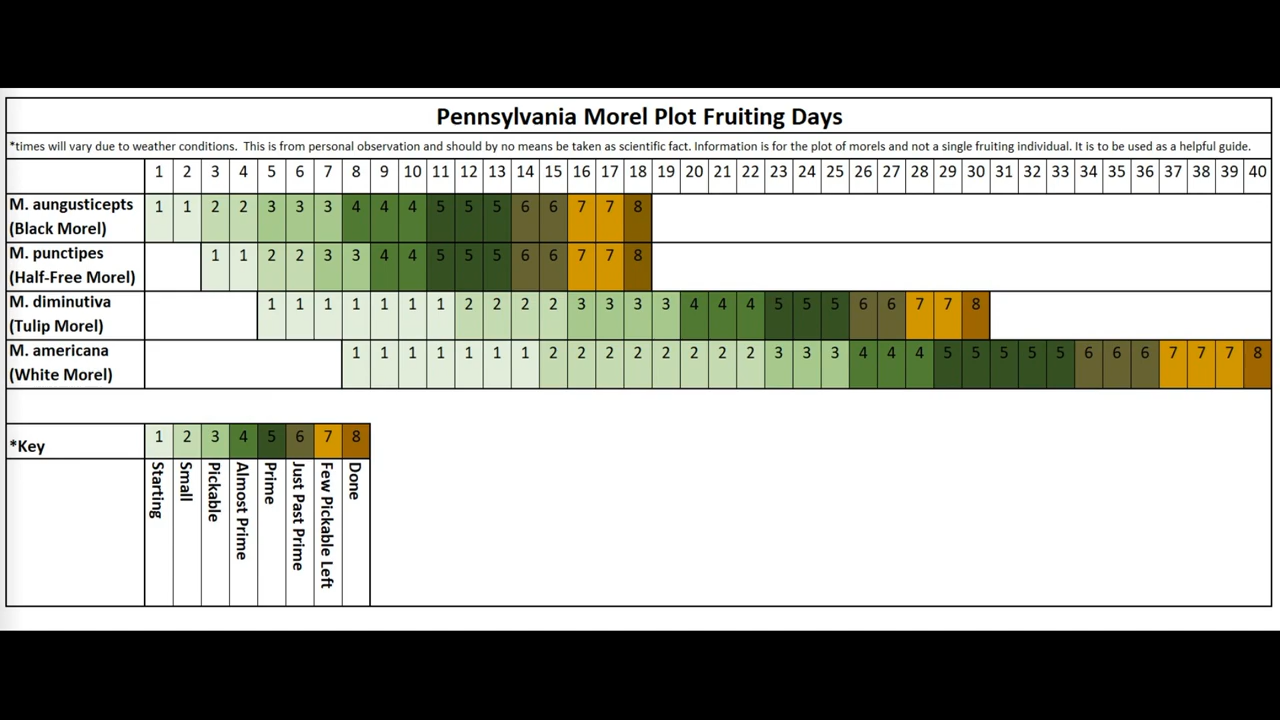 Pennsylvania Morel Plot Fruiting Days
*times will vary due to weather conditions. This is from personal observation and should by no means be taken as scientific fact. Information is for the plot of morels and not a single fruiting individual. It is to be used as a helpful guide.
1 2 3 4 5 6 7 8 9 10 11 12 13 14 15 16 17 18 19 20 21 22 23 24 25 26 27 28 29 30 31 32 33 34 35 36 37 38 39 40
M. aungusticepts 1 1 2 2 3 3 3 4 4 4 5 5 5 6 6 7 7 8
(Black Morel)
M. punctipes 1 1 2 2 3 3 4 4 5 5 5 6 6 7 7 8
(Half-Free Morel)
M. diminutiva 1 1 1 1 1 1 1 2 2 2 2 3 3 3 3 4 4 4 5 5 5 6 6 7 7 8
(Tulip Morel)
M. americana 1 1 1 1 1 1 1 2 2 2 2 2 2 2 2 3 3 3 4 4 4 5 5 5 5 5 6 6 6 7 7 7 8
(White Morel)
*Key 1 2 3 4 5 6 7 8
Starting
Small
Pickable
Almost Prime
Prime
Just Past Prime
Few Pickable Left
Done